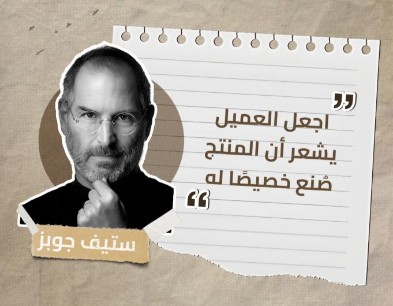 اجعل العميل
يشعر أن المنتج
صُنع خصيصًا له
ستيف جوبز